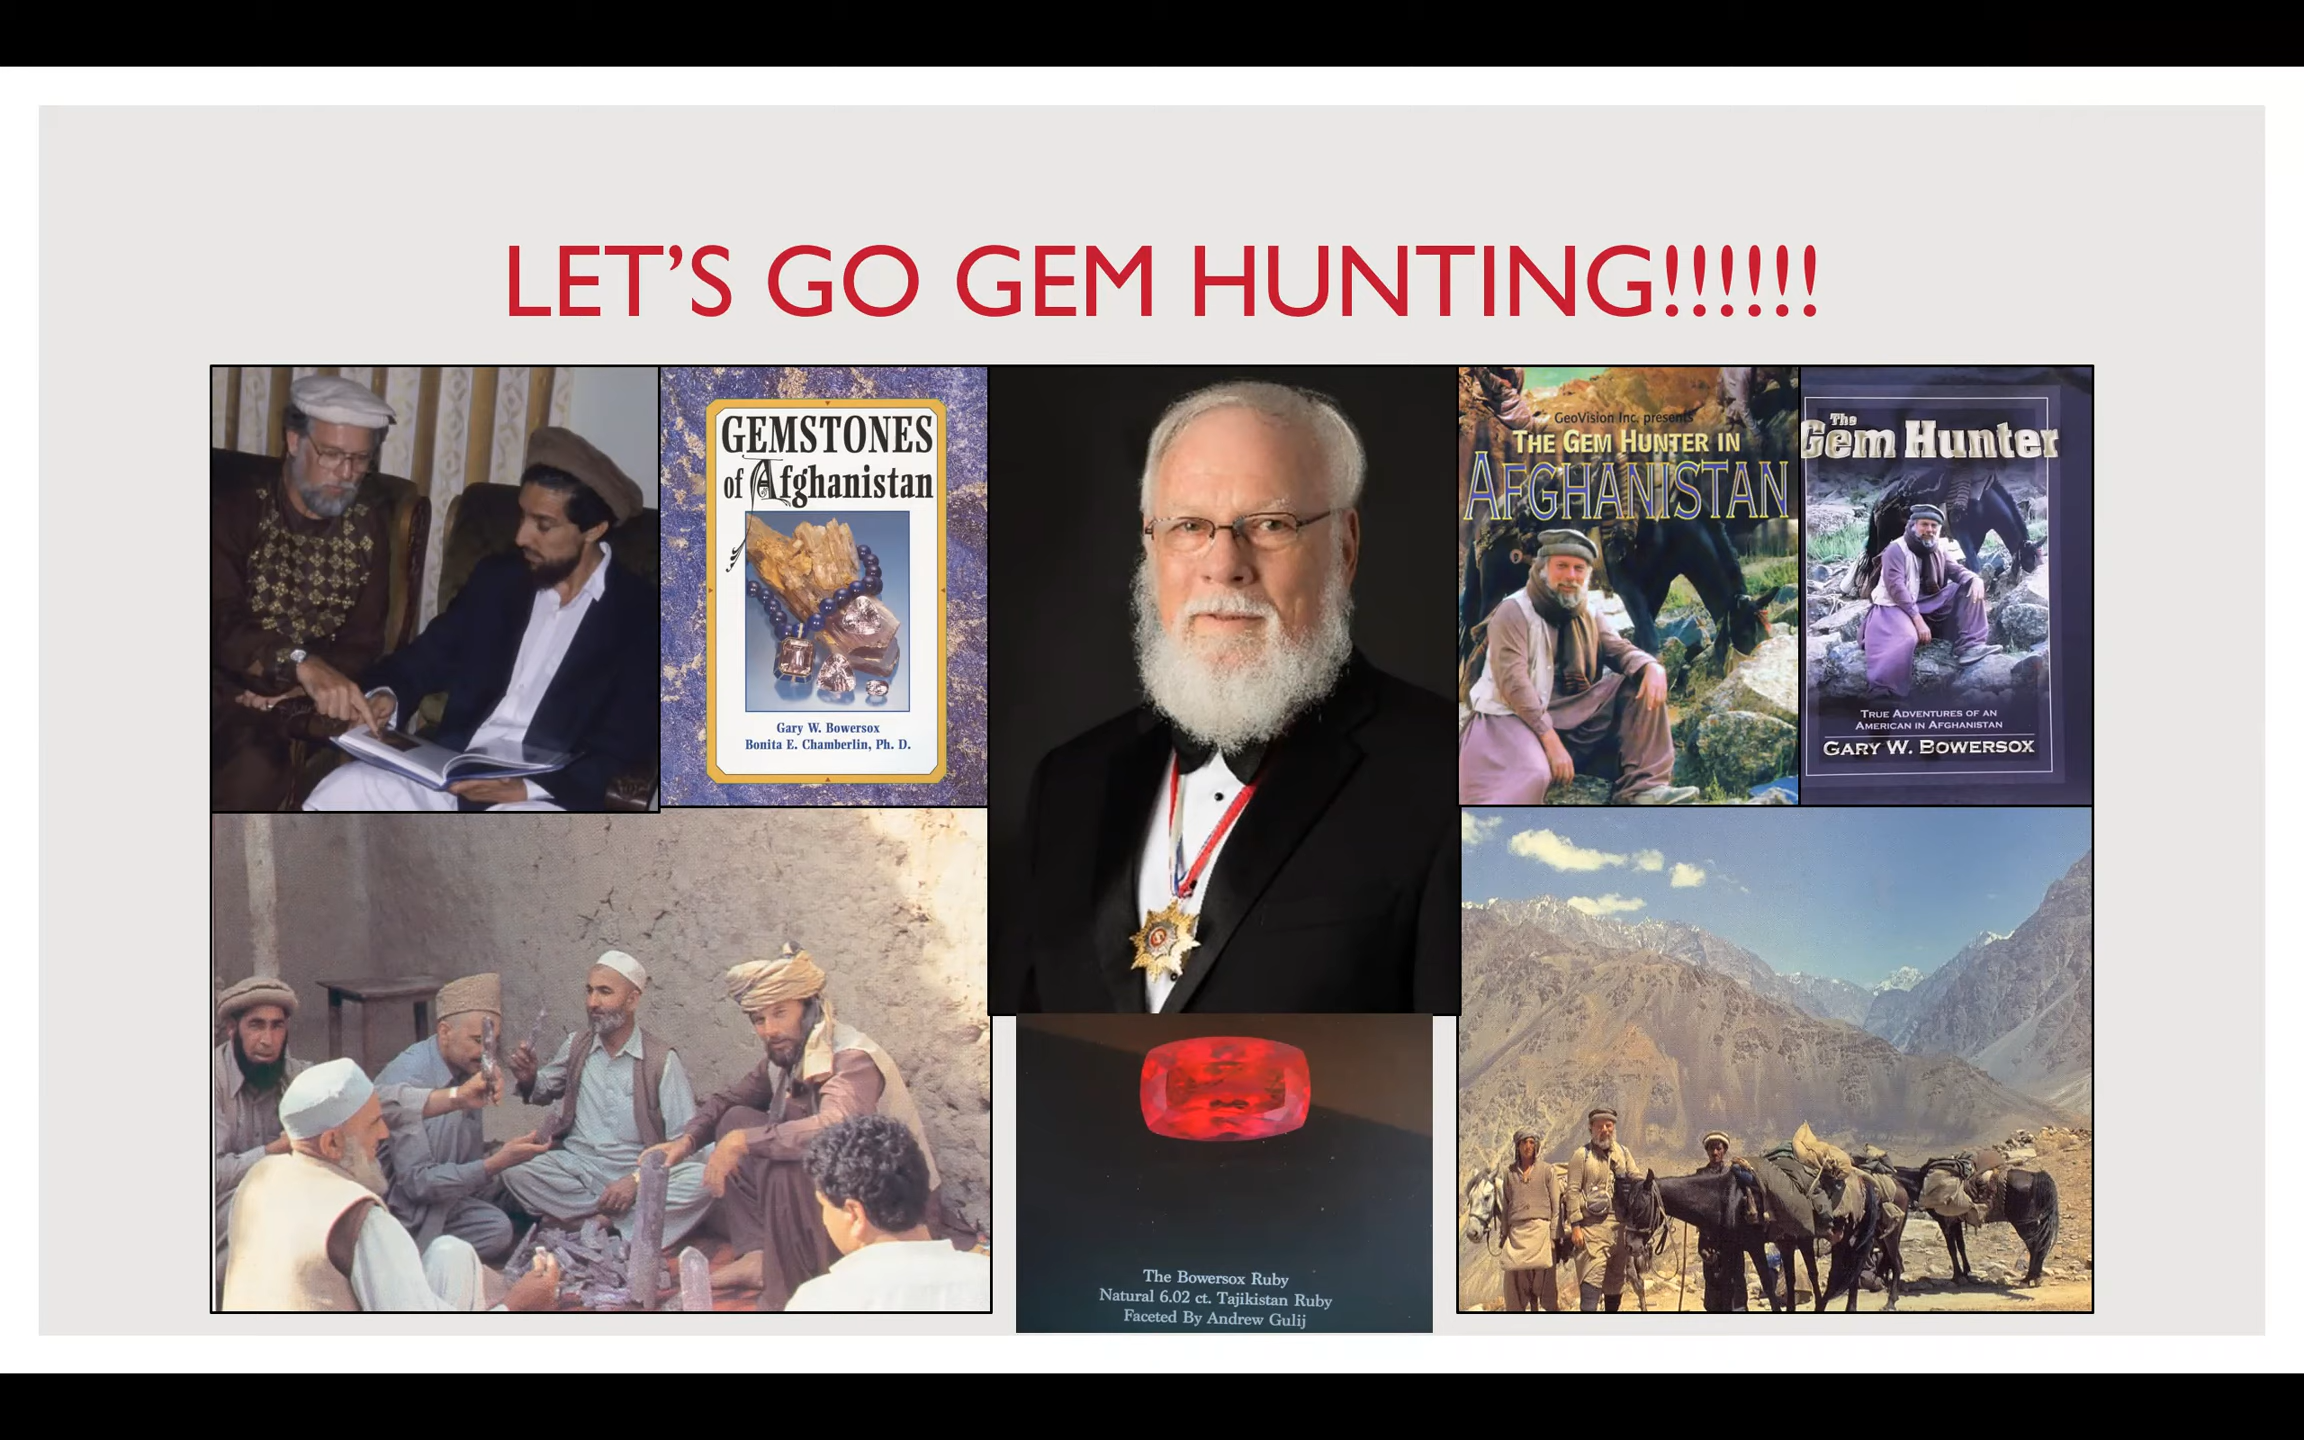 LET'S GO GEM HUNTING!!!!!!
GEMSTONES
of Afghanistan
Gary W. Bowersox
Bonita E. Chamberlin, Ph. D.
GeoVision Inc. presents
THE GEM HUNTER IN
AFGHANISTAN
The
Gem Hunter
TRUE ADVENTURES OF AN
AMERICAN IN AFGHANISTAN
GARY W. BOWERSOX
The Bowersox Ruby
Natural 6.02 ct. Tajikistan Ruby
Faceted By Andrew Gulij